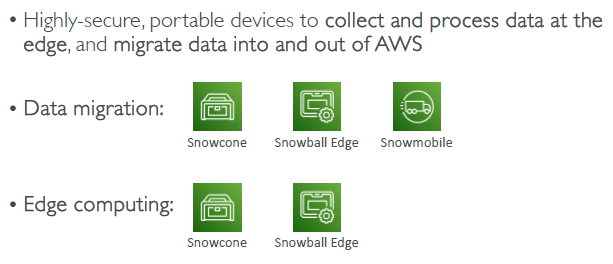 • Highly-secure, portable devices to collect and process data at the
edge, and migrate data into and out of AWS
• Data migration:
Snowcone Snowball Edge Snowmobile
• Edge computing:
Snowcone Snowball Edge